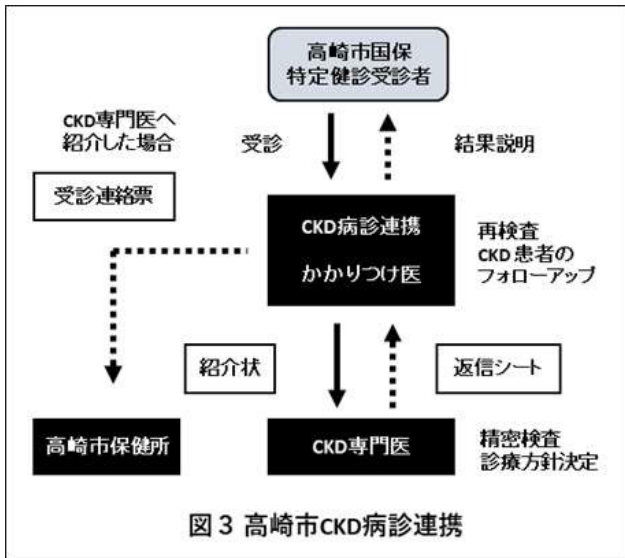 高崎市国保
特定健診受診者
CKD専門医へ
紹介した場合
受診
結果説明
受診連絡票
CKD病診連携
かかりつけ医
再検査
CKD患者の
フォローアップ
紹介状
返信シート
高崎市保健所
CKD専門医
精密検査
診療方針決定
図3 高崎市CKD病診連携